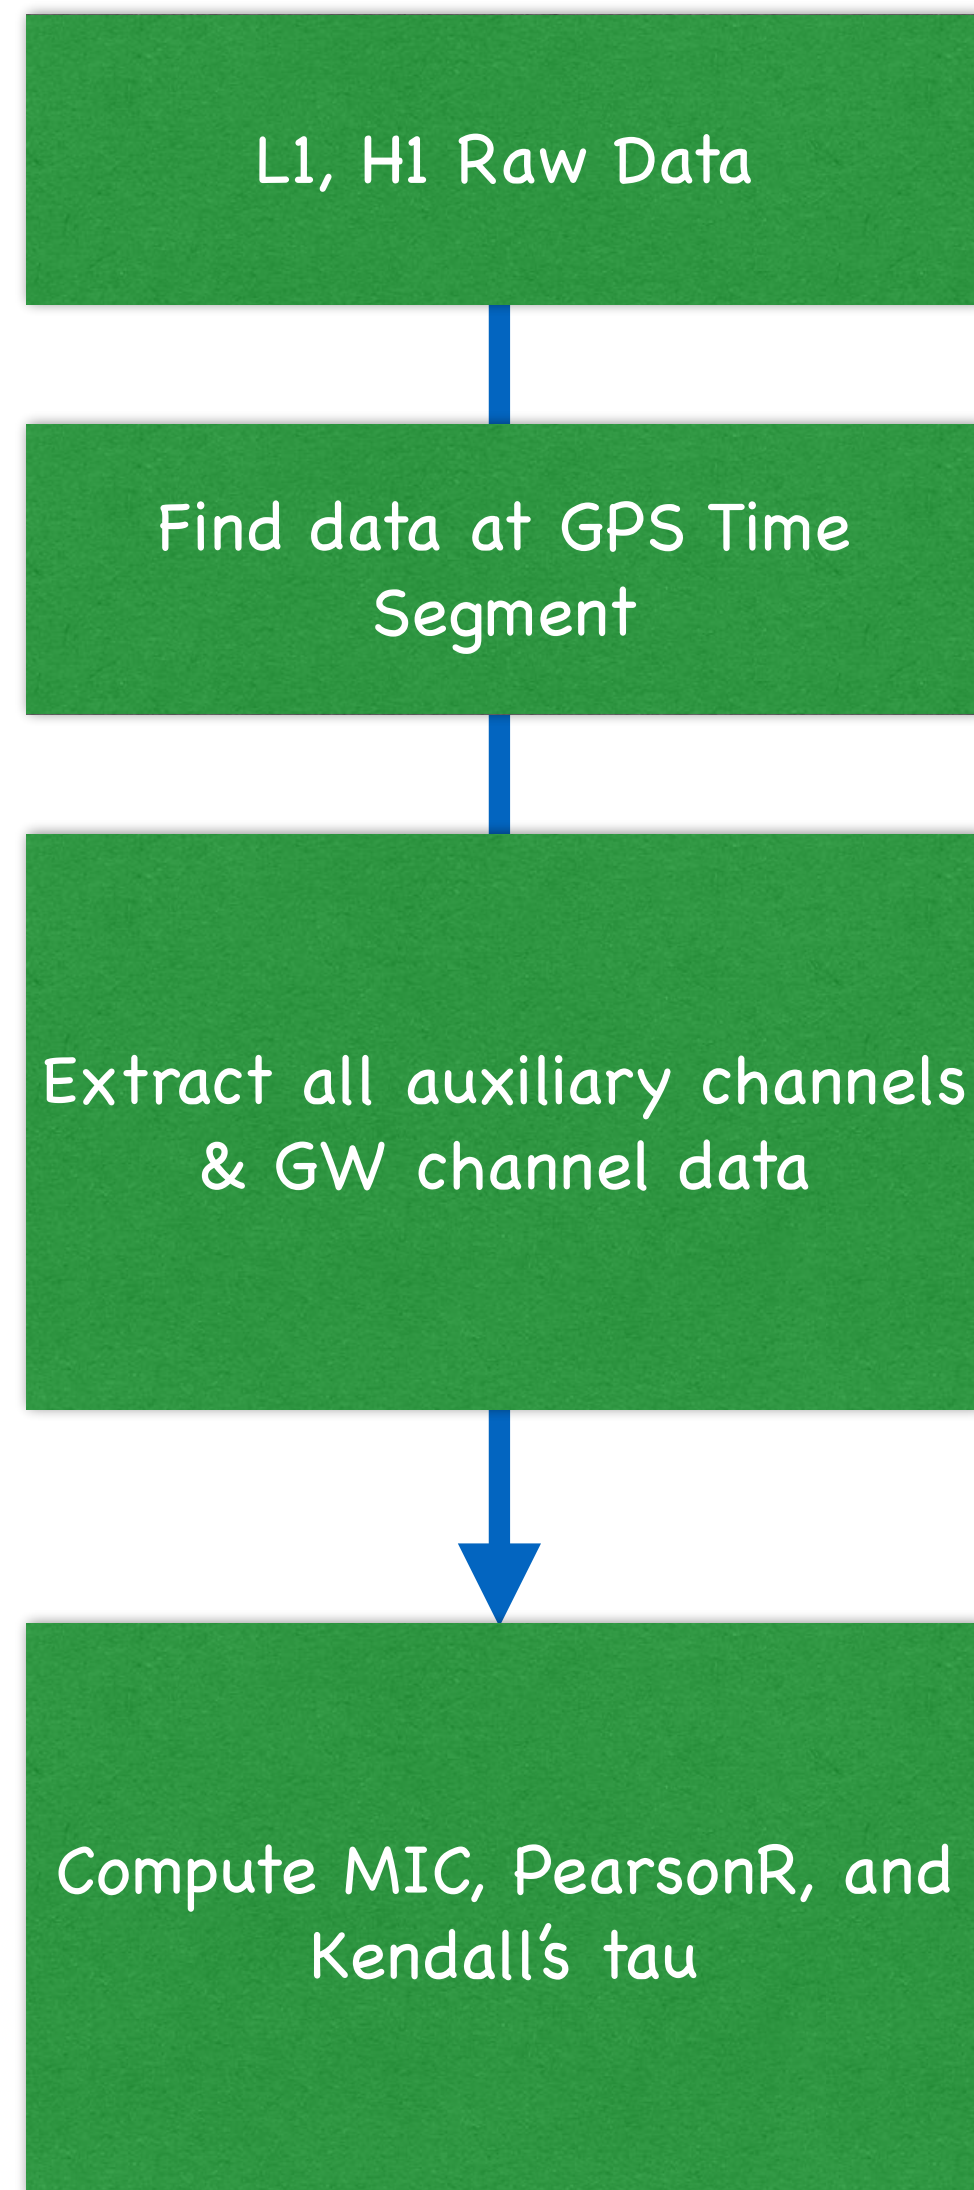 L1, H1 Raw Data
Find data at GPS Time
Segment
Extract all auxiliary channels
& GW channel data
Compute MIC, PearsonR, and
Kendall's tau